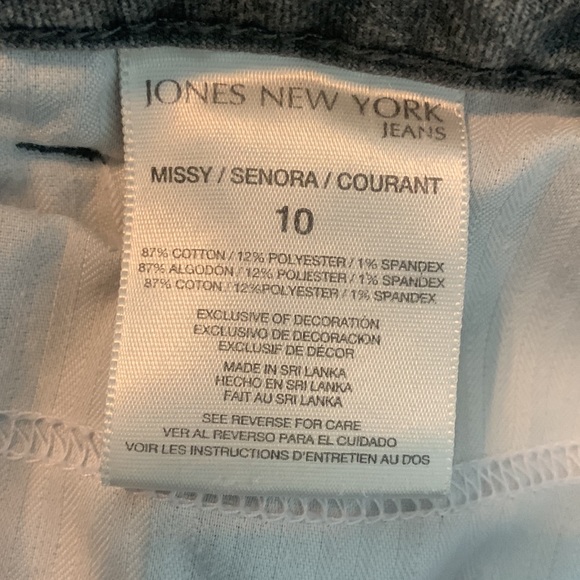 JONES NEW YORK
JEANS
MISSY / SENORA / COURANT
10
87% COTTON / 12% POLYESTER / 1% SPANDEX
87% ALGODON / 12% POLIESTER / 1% SPANDEX
87% COTON / 12%POLYESTER / 1% SPANDEX
EXCLUSIVE OF DECORATION
EXCLUSIVO DE DECORACION
EXCLUSIF DE DÉCOR
MADE IN SRI LANKA
HECHO EN SRI LANKA
FAIT AU SRI LANKA
SEE REVERSE FOR CARE
VER AL REVERSO PARA EL CUIDADO
VOIR LES INSTRUCTIONS D'ENTRETIEN AU DOS